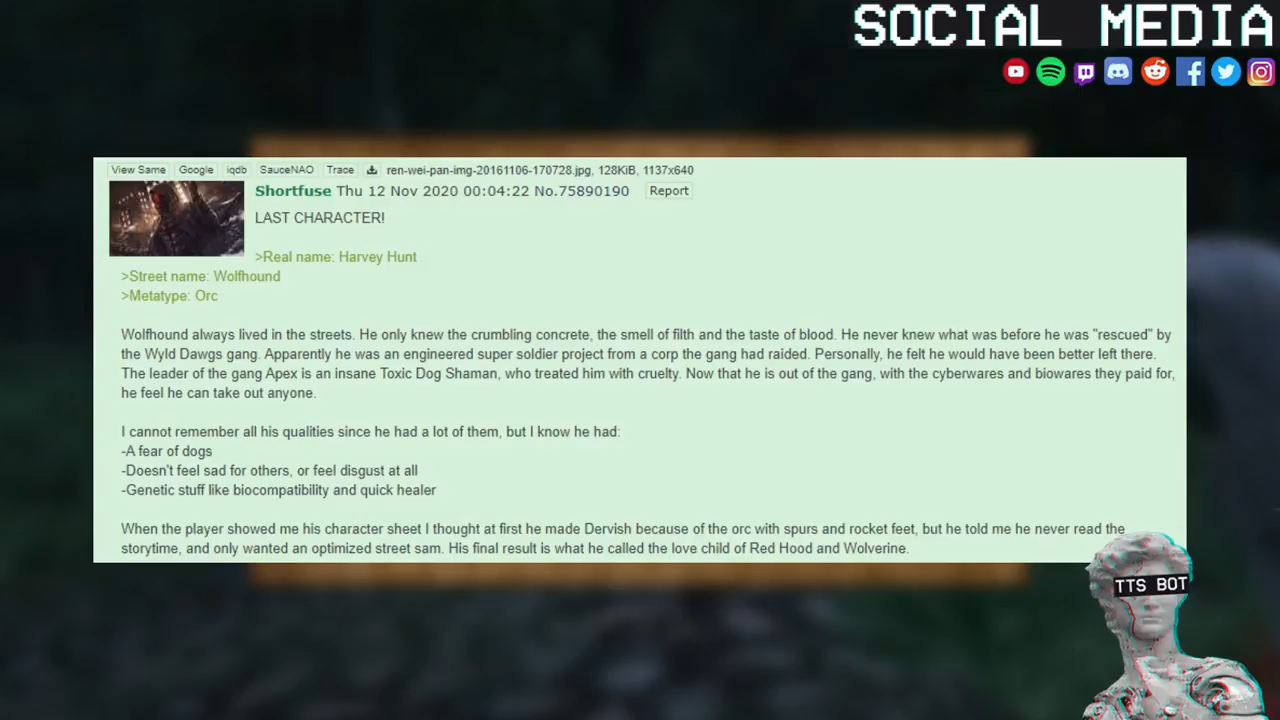 SOCIAL MEDIA
View Same Google iqdb SauceNAO Trace ren-wei-pan-img-20161106-170728.jpg, 128KiB, 1137x640
Shortfuse Thu 12 Nov 2020 00:04:22 No.75890190 Report
LAST CHARACTER!
>Real name: Harvey Hunt
>Street name: Wolfhound
>Metatype: Orc
Wolfhound always lived in the streets. He only knew the crumbling concrete, the smell of filth and the taste of blood. He never knew what was before he was "rescued" by
the Wyld Dawgs gang. Apparently he was an engineered super soldier project from a corp the gang had raided. Personally, he felt he would have been better left there.
The leader of the gang Apex is an insane Toxic Dog Shaman, who treated him with cruelty. Now that he is out of the gang, with the cyberwares and biowares they paid for,
he feel he can take out anyone.
I cannot remember all his qualities since he had a lot of them, but I know he had:
-A fear of dogs
-Doesn't feel sad for others, or feel disgust at all
-Genetic stuff like biocompatibility and quick healer
When the player showed me his character sheet I thought at first he made Dervish because of the orc with spurs and rocket feet, but he told me he never read the
storytime, and only wanted an optimized street sam. His final result is what he called the love child of Red Hood and Wolverine.
TTS BOT